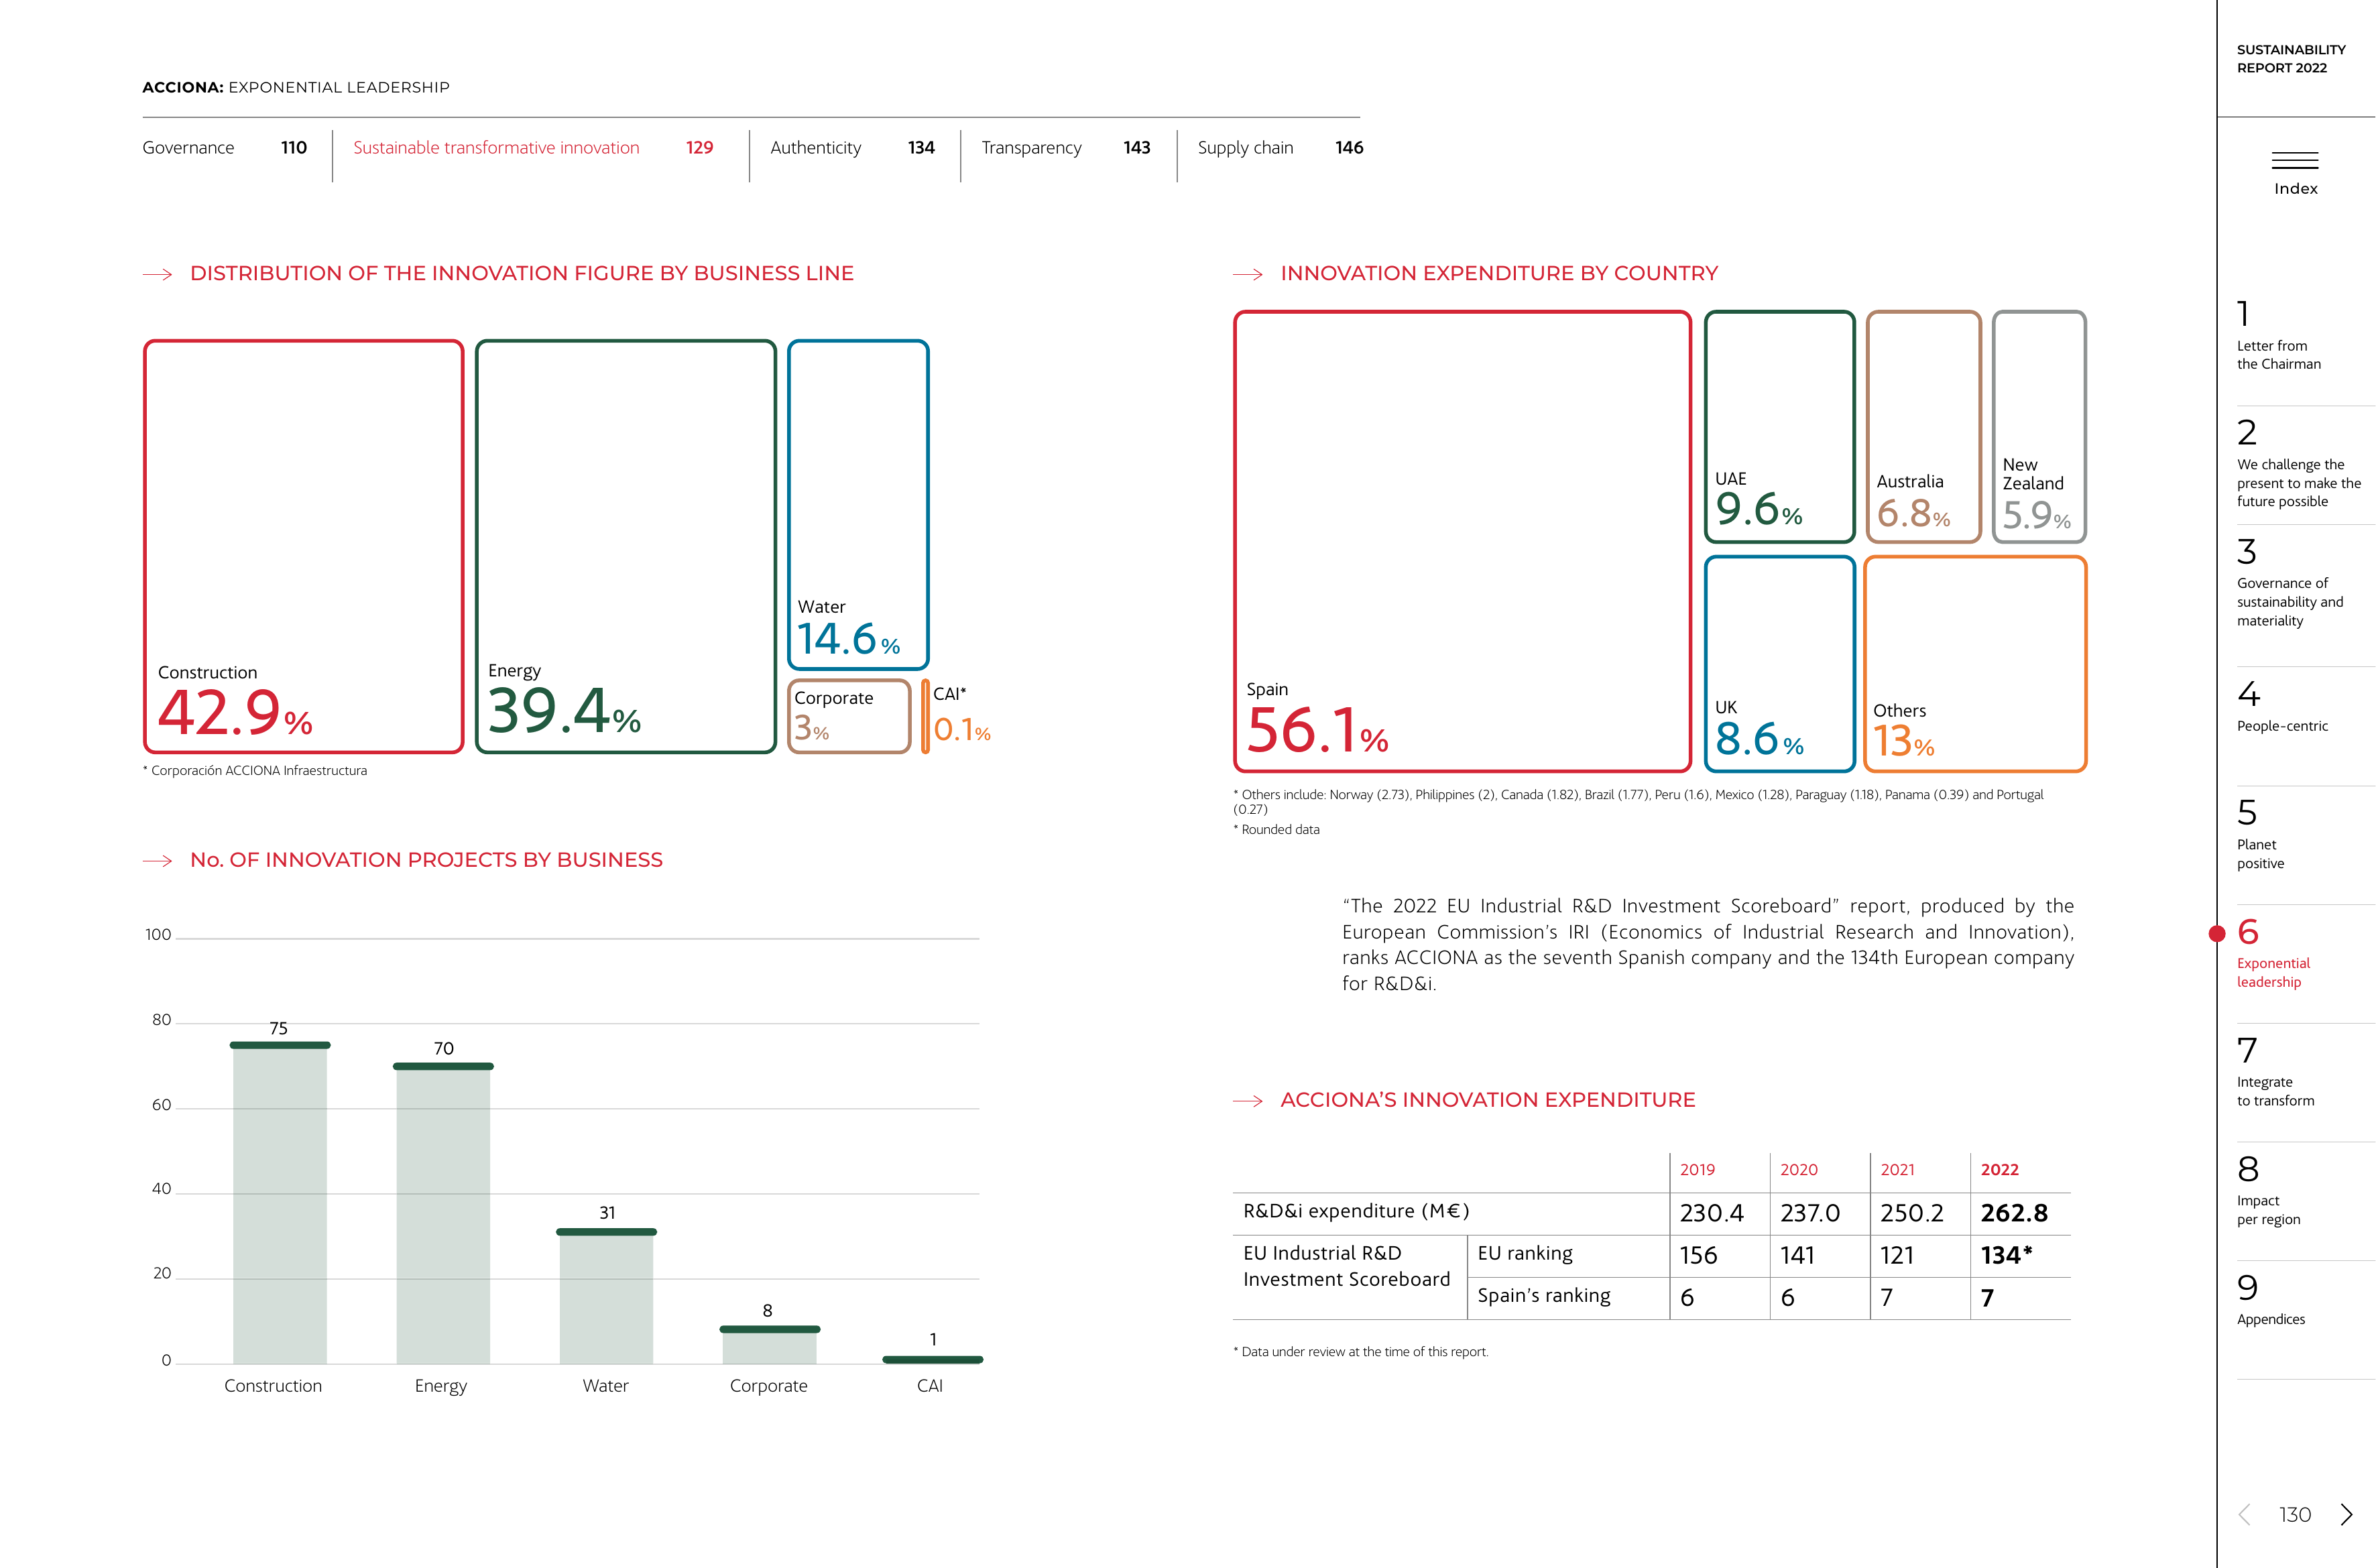 ACCIONA: EXPONENTIAL LEADERSHIP
Governance 110
Sustainable transformative innovation 129
Authenticity 134
Transparency 143
Supply chain 146
DISTRIBUTION OF THE INNOVATION FIGURE BY BUSINESS LINE
Construction
42.9%
Energy
39.4%
Water
14.6%
Corporate
3%
CAI*
0.1%
* Corporación ACCIONA Infraestructura
No. OF INNOVATION PROJECTS BY BUSINESS
100
80
60
40
20
0
75
70
31
8
1
Construction
Energy
Water
Corporate
CAI
INNOVATION EXPENDITURE BY COUNTRY
Spain
56.1%
UAE
9.6%
Australia
6.8%
New
Zealand
5.9%
UK
8.6%
Others
13%
* Others include: Norway (2.73), Philippines (2), Canada (1.82), Brazil (1.77), Peru (1.6), Mexico (1.28), Paraguay (1.18), Panama (0.39) and Portugal
(0.27)
* Rounded data
“The 2022 EU Industrial R&D Investment Scoreboard” report, produced by the
European Commission’s IRI (Economics of Industrial Research and Innovation),
ranks ACCIONA as the seventh Spanish company and the 134th European company
for R&D&i.
ACCIONA’S INNOVATION EXPENDITURE
2019 2020 2021 2022
R&D&i expenditure (M€) 230.4 237.0 250.2 262.8
EU Industrial R&D
Investment Scoreboard
EU ranking 156 141 121 134*
Spain’s ranking 6 6 7 7
* Data under review at the time of this report.
SUSTAINABILITY
REPORT 2022
Index
1
Letter from
the Chairman
2
We challenge the
present to make the
future possible
3
Governance of
sustainability and
materiality
4
People-centric
5
Planet
positive
6
Exponential
leadership
7
Integrate
to transform
8
Impact
per region
9
Appendices
130